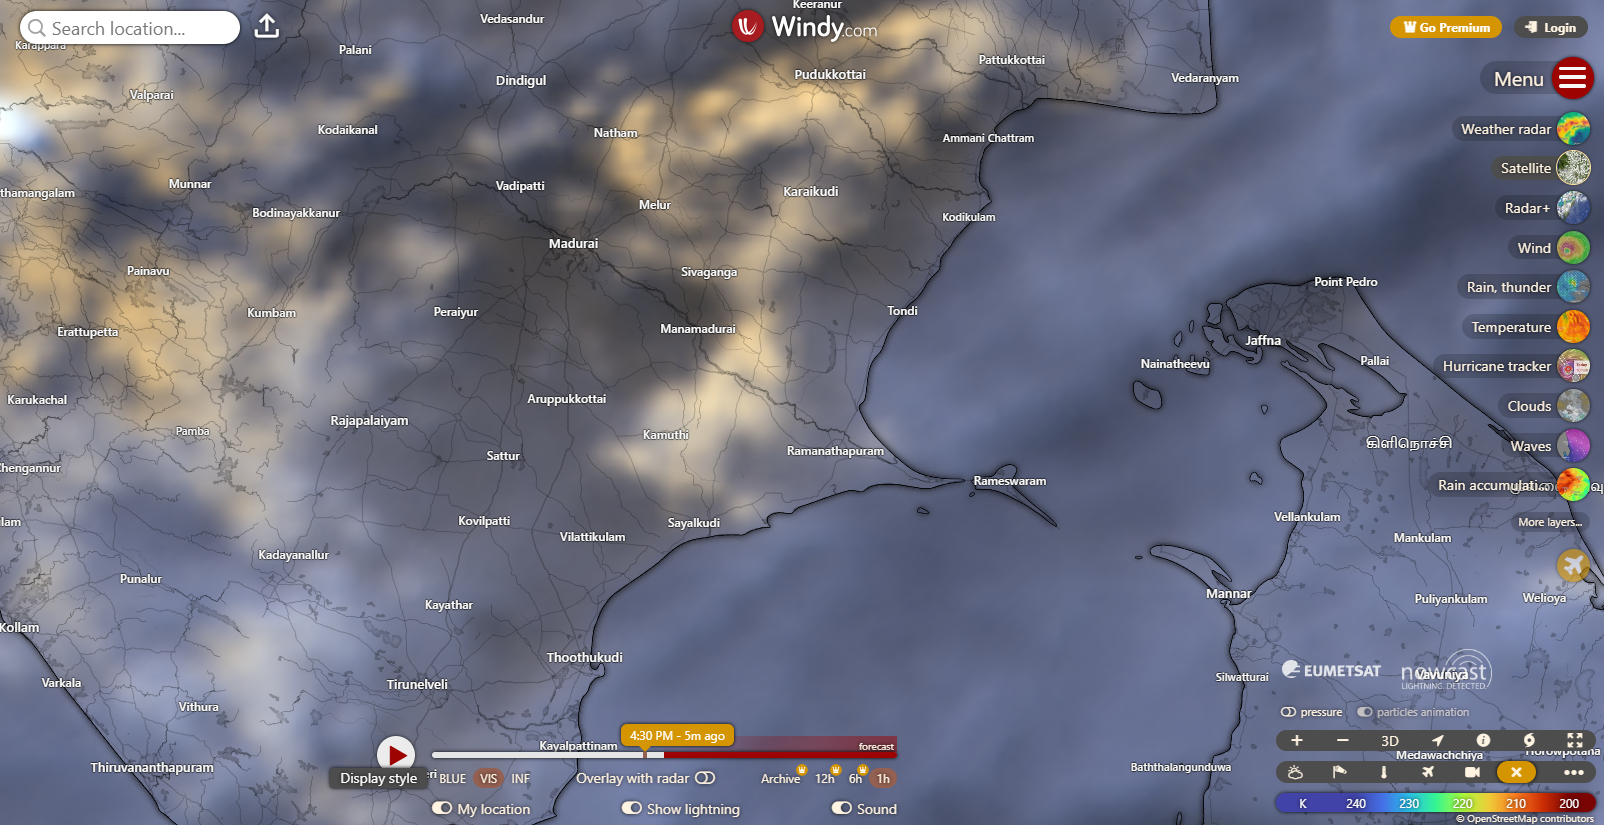 Search location...
Windy.com
Go Premium
Login
Menu
Weather radar
Satellite
Radar+
Wind
Rain, thunder
Temperature
Hurricane tracker
Clouds
Waves
More layers...
Keeranur
Vedasandur
Karappara
Palani
Pattukkottai
Pudukkottai
Vedaranyam
Dindigul
Valparai
Kodaikanal
Natham
Ammani Chattram
Munnar
Vadipatti
thamangalam
Karaikudi
Melur
Bodinayakkanur
Kodikulam
Madurai
Painavu
Sivaganga
Point Pedro
Kumbam
Peraiyur
Tondi
Erattupetta
Manamadurai
Jaffna
Nainatheevu
Pallai
Karukachal
Aruppukkottai
Rajapalaiyam
Pamba
Kamuthi
கிளிநொச்சி
Ramanathapuram
Sattur
Chengannur
Rameswaram
Rain accumulati
Vellankulam
lam
Kovilpatti
Sayalkudi
Vilattikulam
Mankulam
Kadayanallur
Punalur
Mannar
Puliyankulam
Welioya
Kayathar
Kollam
Thoothukudi
Silwatturai
Varkala
Tirunelveli
Vithura
EUMETSAT
nowcast
LIGHTNING. DETECTED.
Vavuniya
pressure
particles animation
4:30 PM - 5m ago
Kayalpattinam
forecast
3D
Medawachchiya
Horowpotana
Thiruvananthapuram
Baththalangunduwa
Display style
eri
BLUE
VIS
INF
Overlay with radar
Archive
12h
6h
1h
My location
Show lightning
Sound
K 240 230 220 210 200
© OpenStreetMap contributors